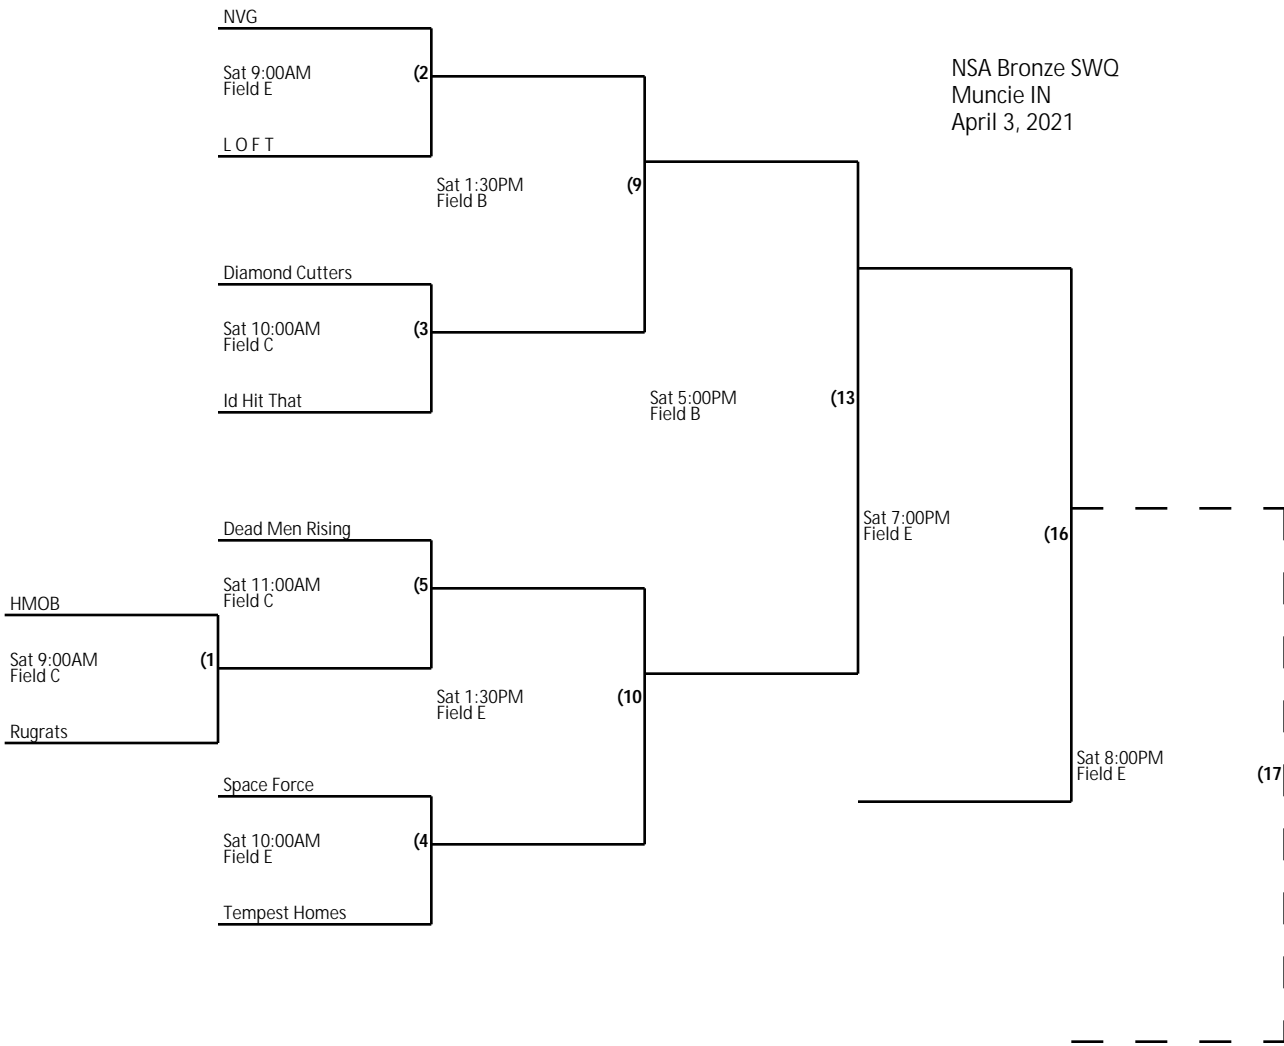 NVG
Sat 9:00AM
Field E
(2
L O F T
NSA Bronze SWQ
Muncie IN
April 3, 2021
Sat 1:30PM
Field B
(9
Diamond Cutters
Sat 10:00AM
Field C
(3
Id Hit That
Sat 5:00PM
Field B
(13
Dead Men Rising
Sat 11:00AM
Field C
(5
Sat 7:00PM
Field E
(16
HMOB
Sat 9:00AM
Field C
(1
Rugrats
Sat 1:30PM
Field E
(10
Space Force
Sat 10:00AM
Field E
(4
Tempest Homes
Sat 8:00PM
Field E
(17